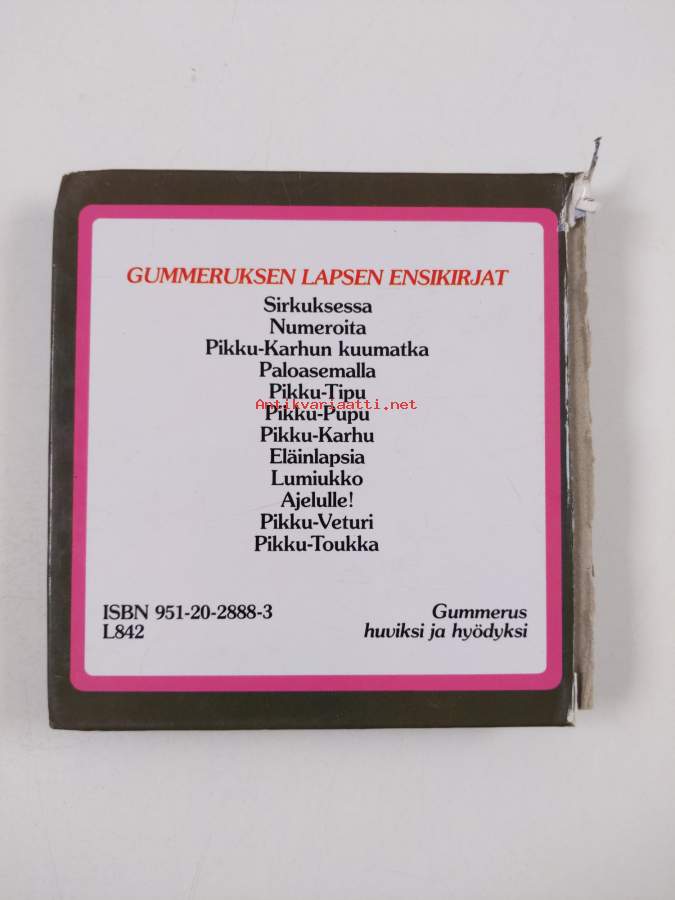 GUMMERUKSEN LAPSEN ENSIKIRJAT
Sirkuksessa
Numeroita
Pikku-Karhun kuumatka
Paloasemalla
Pikku-Tipu
Antikvariaatti.net
Pikku-Pupu
Pikku-Karhu
Eläinlapsia
Lumiukko
Ajelulle!
Pikku-Veturi
Pikku-Toukka
ISBN 951-20-2888-3
L842
Gummerus
huviksi ja hyödyksi